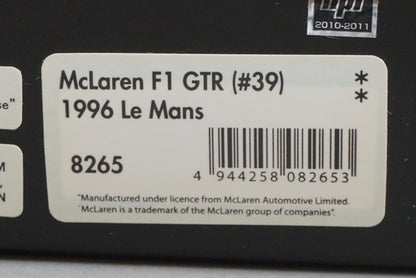 2010-2011
McLaren F1 GTR (#39) **
1996 Le Mans
se"
8265
4 944258 082653
M
N
"Manufactured under licence from McLaren Automotive Limited.
"McLaren is a trademark of the McLaren group of companies".